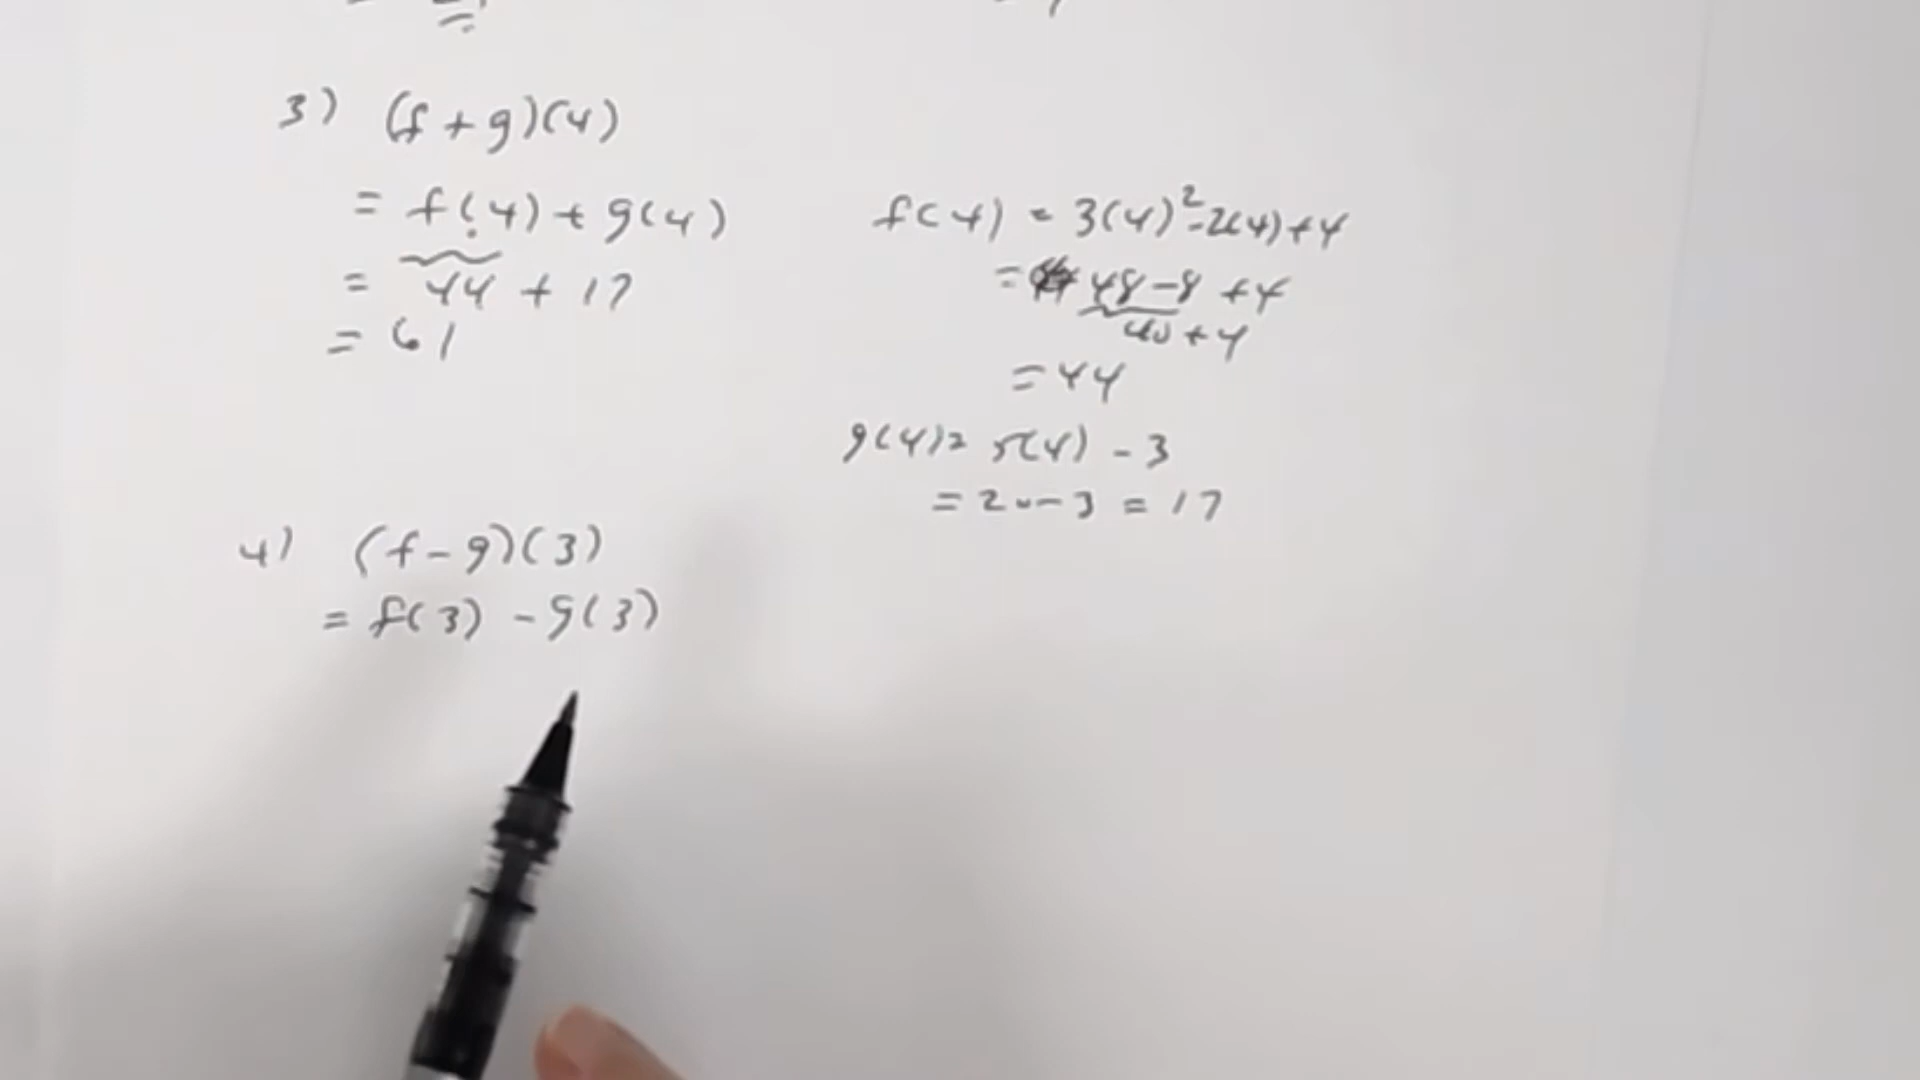 3) (f + g)(4)
= f(4) + g(4)
= 44 + 17
= 61
f(4) = 3(4)²-2(4)+4
= 48-8 +4
40+4
= 44
g(4)= 5(4) - 3
= 20-3 = 17
4) (f - g)(3)
= f(3) - g(3)